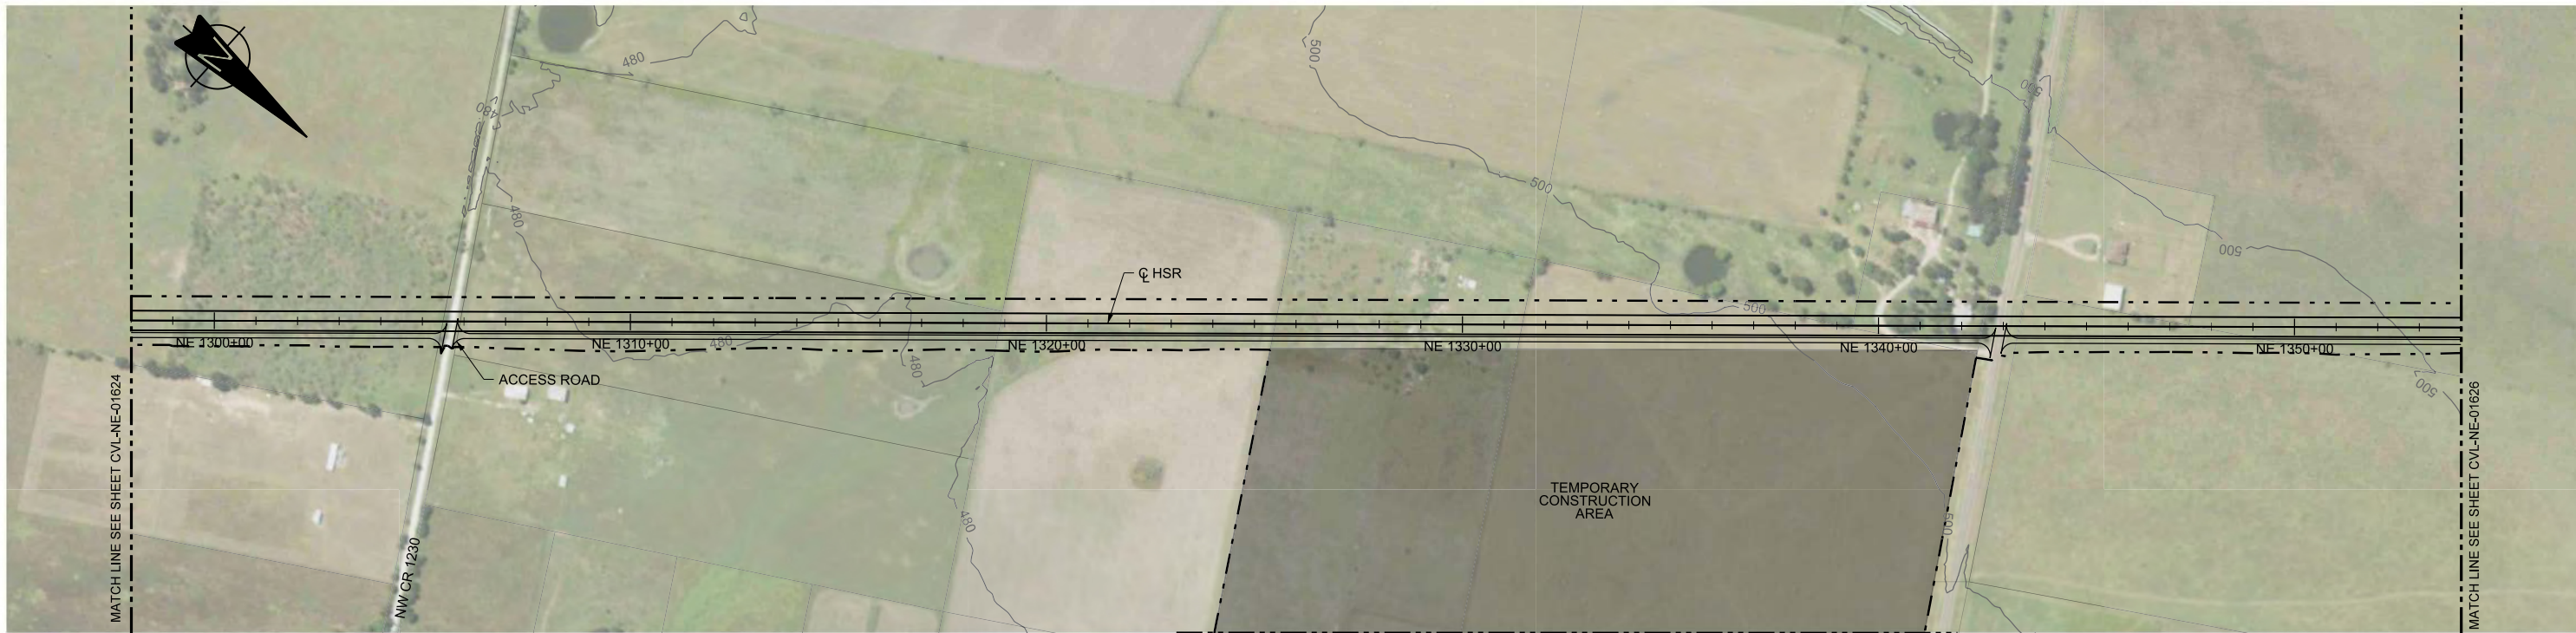 500
480
480
500
500
480
500
₵ HSR
500
NE 1300+00
NE 1310+00
480
NE 1320+00
NE 1330+00
NE 1340+00
NE 1350+00
480
ACCESS ROAD
500
MATCH LINE SEE SHEET CVL-NE-01624
NW CR 1230
480
TEMPORARY
CONSTRUCTION
AREA
500
MATCH LINE SEE SHEET CVL-NE-01626